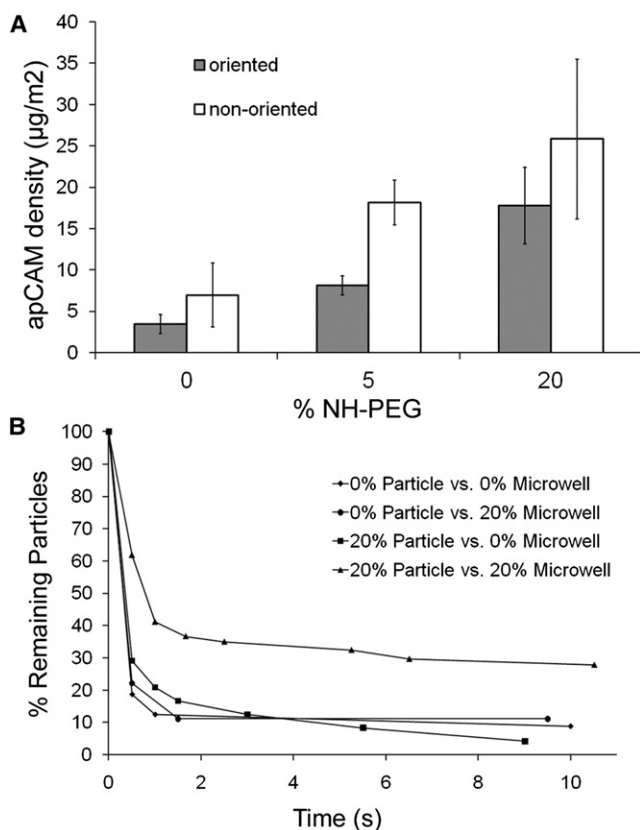 A
apCAM density (µg/m2)
40
35
30
25
20
15
10
5
0
oriented
non-oriented
0 5 20
% NH-PEG
B
% Remaining Particles
100
90
80
70
60
50
40
30
20
10
0
0% Particle vs. 0% Microwell
0% Particle vs. 20% Microwell
20% Particle vs. 0% Microwell
20% Particle vs. 20% Microwell
0 2 4 6 8 10
Time (s)